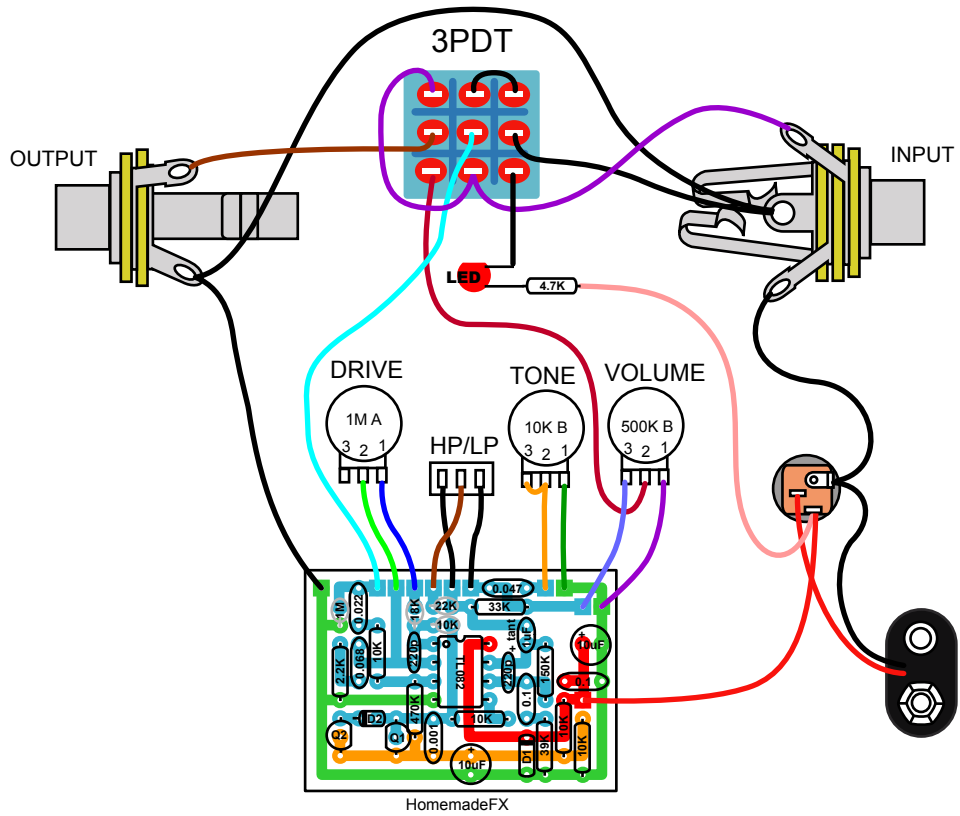 3PDT
OUTPUT
INPUT
LED
4.7K
DRIVE
TONE
VOLUME
1M A
10K B
500K B
3 2 1
HP/LP
3 2 1
3 2 1
0.047
1M
0.022
18K
22K
33K
10K
+ tant
1uF
+
10uF
2.2K
0.068
10K
220p
TL082
220p
150K
0.1
0.1
470K
D2
10K
10K
Q2
Q1
0.001
+
10uF
D1
39K
10K
HomemadeFX